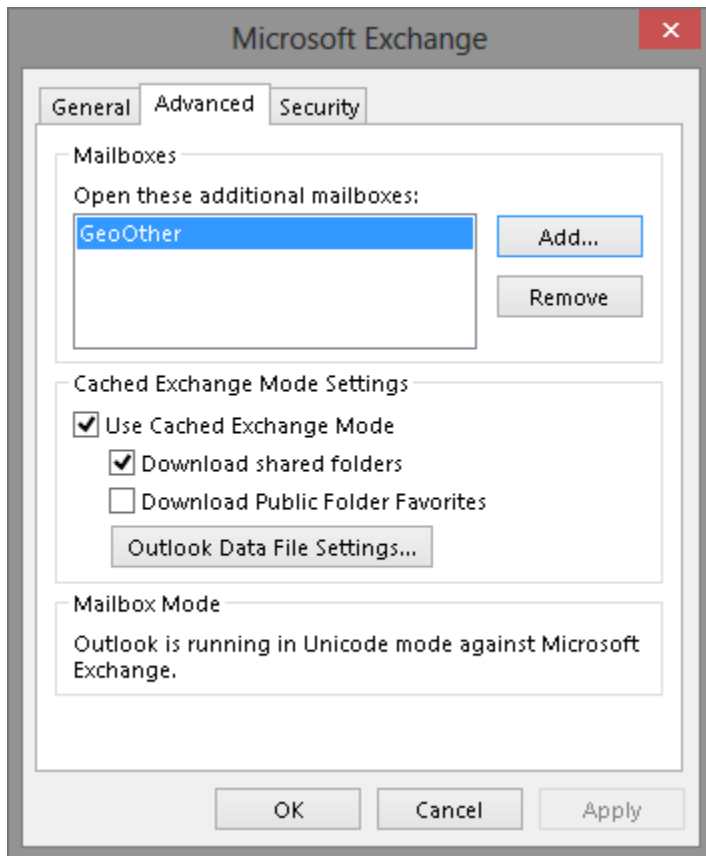 Microsoft Exchange
General Advanced Security
Mailboxes
Open these additional mailboxes:
GeoOther
Add...
Remove
Cached Exchange Mode Settings
Use Cached Exchange Mode
Download shared folders
Download Public Folder Favorites
Outlook Data File Settings...
Mailbox Mode
Outlook is running in Unicode mode against Microsoft
Exchange.
OK Cancel Apply